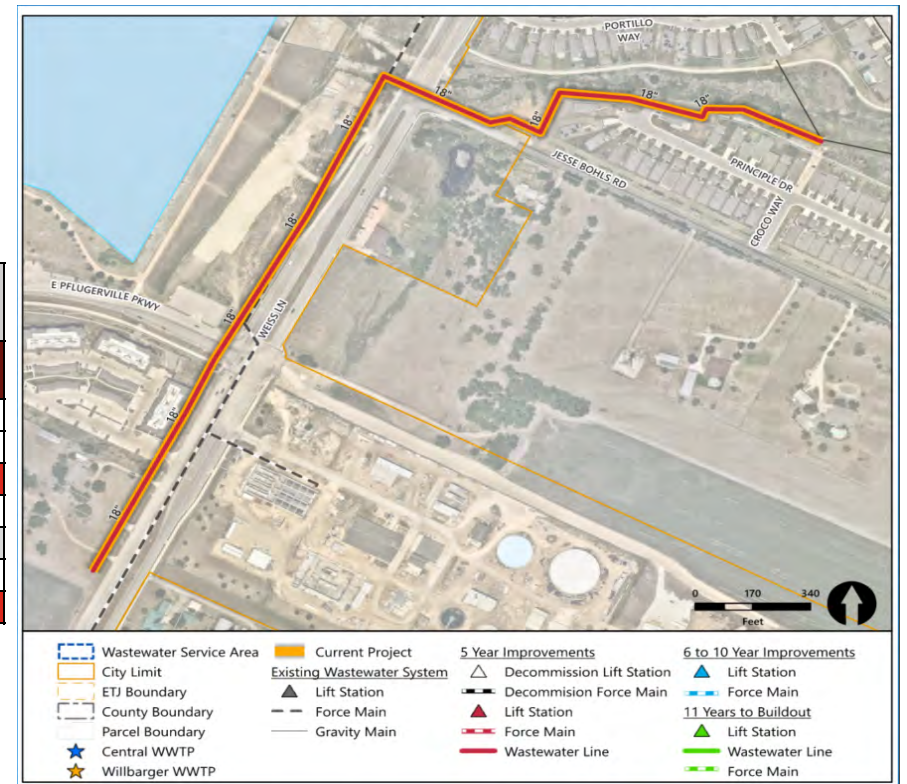 PORTILLO
WAY
18"
18"
18"
18"
18"
18"
JESSE BOHLS RD
PRINCIPLE DR
CROCO WAY
18"
E PFLUGERVILLE PKWY
WEISS LN
18"
18"
18"
0 170 340
Feet
Wastewater Service Area
City Limit
ETJ Boundary
County Boundary
Parcel Boundary
Central WWTP
Willbarger WWTP
Current Project
Existing Wastewater System
Lift Station
Force Main
Gravity Main
5 Year Improvements
Decommission Lift Station
Decommision Force Main
Lift Station
Force Main
Wastewater Line
6 to 10 Year Improvements
Lift Station
Force Main
11 Years to Buildout
Lift Station
Wastewater Line
Force Main